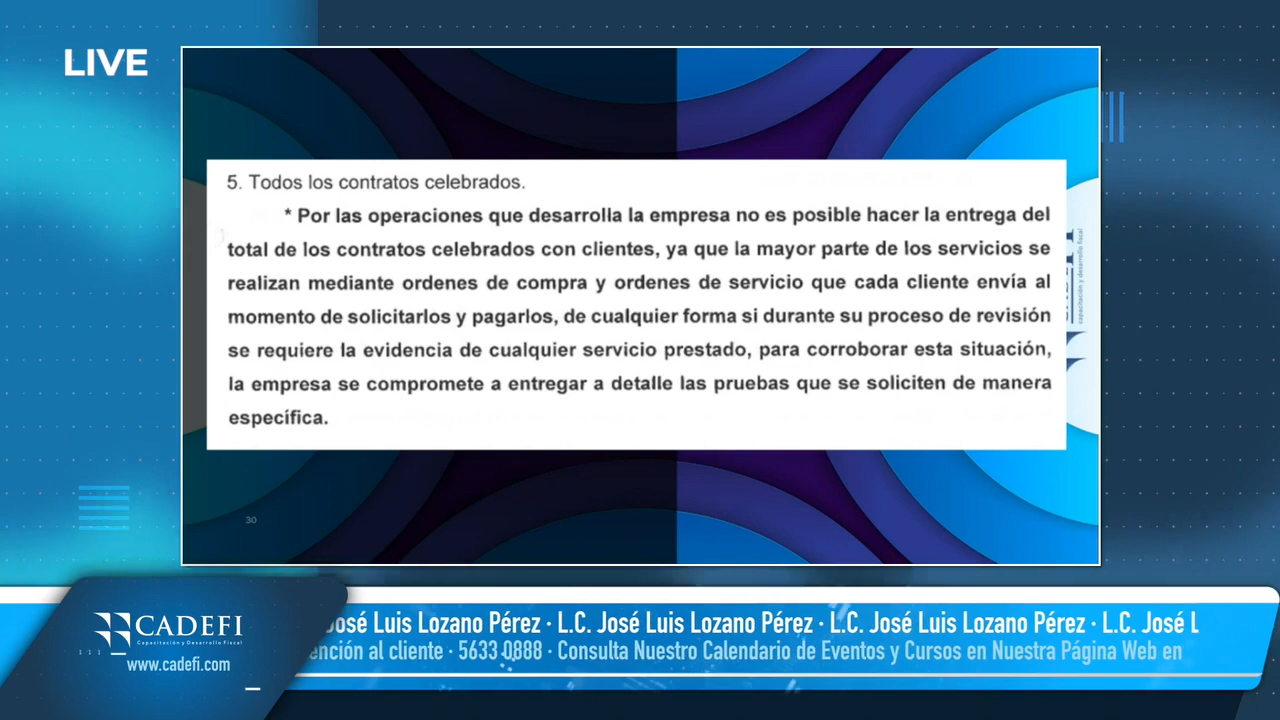 LIVE
5. Todos los contratos celebrados.
* Por las operaciones que desarrolla la empresa no es posible hacer la entrega del
total de los contratos celebrados con clientes, ya que la mayor parte de los servicios se
realizan mediante ordenes de compra y ordenes de servicio que cada cliente envía al
momento de solicitarlos y pagarlos, de cualquier forma si durante su proceso de revisión
se requiere la evidencia de cualquier servicio prestado, para corroborar esta situación,
la empresa se compromete a entregar a detalle las pruebas que se soliciten de manera
específica.
capacitación y desarrollo fiscal
30
CADEFI
Capacitación y Desarrollo Fiscal
www.cadefi.com
José Luis Lozano Pérez · L.C. José Luis Lozano Pérez · L.C. José Luis Lozano Pérez · L.C. José L
ención al cliente · 5633 0888 · Consulta Nuestro Calendario de Eventos y Cursos en Nuestra Página Web en